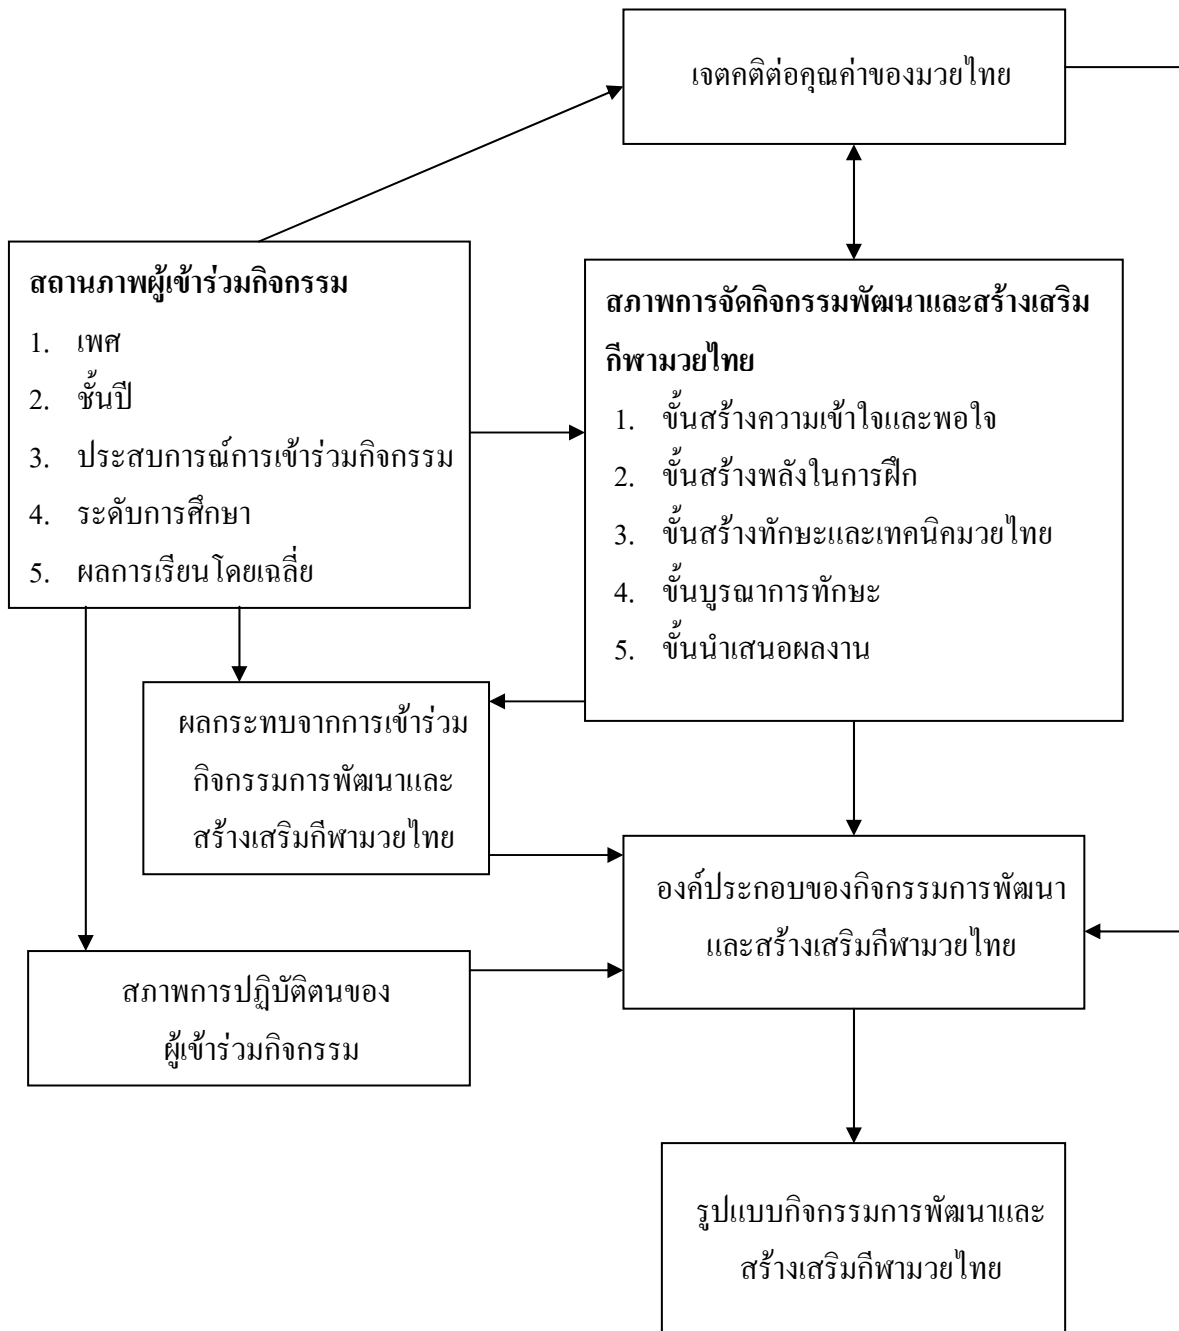 เจตคติต่อคุณค่าของมวยไทย
สถานภาพผู้เข้าร่วมกิจกรรม
1. เพศ
2. ชั้นปี
3. ประสบการณ์การเข้าร่วมกิจกรรม
4. ระดับการศึกษา
5. ผลการเรียนโดยเฉลี่ย
สภาพการจัดกิจกรรมพัฒนาและสร้างเสริม
กีฬามวยไทย
1. ขั้นสร้างความเข้าใจและพอใจ
2. ขั้นสร้างพลังในการฝึก
3. ขั้นสร้างทักษะและเทคนิคมวยไทย
4. ขั้นบูรณาการทักษะ
5. ขั้นนำเสนอผลงาน
ผลกระทบจากการเข้าร่วม
กิจกรรมการพัฒนาและ
สร้างเสริมกีฬามวยไทย
องค์ประกอบของกิจกรรมการพัฒนา
และสร้างเสริมกีฬามวยไทย
สภาพการปฏิบัติตนของ
ผู้เข้าร่วมกิจกรรม
รูปแบบกิจกรรมการพัฒนาและ
สร้างเสริมกีฬามวยไทย